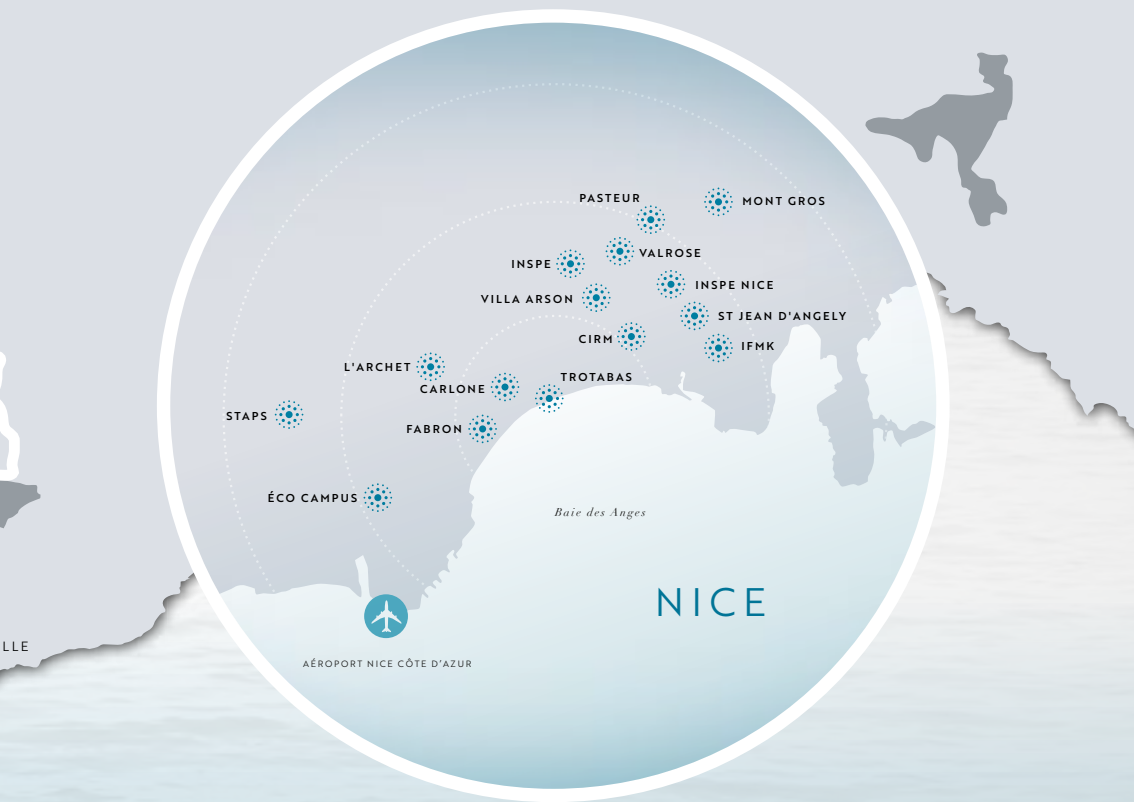 PASTEUR
MONT GROS
VALROSE
INSPE
INSPE NICE
VILLA ARSON
ST JEAN D'ANGELY
CIRM
IFMK
L'ARCHET
TROTABAS
CARLONE
STAPS
FABRON
ÉCO CAMPUS
Baie des Anges
NICE
LLE
AÉROPORT NICE CÔTE D'AZUR